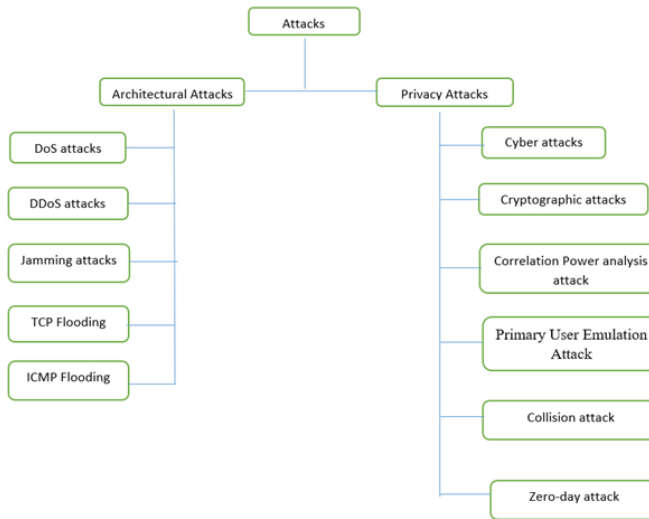 Attacks
Architectural Attacks
Privacy Attacks
DoS attacks
DDoS attacks
Jamming attacks
TCP Flooding
ICMP Flooding
Cyber attacks
Cryptographic attacks
Correlation Power analysis
attack
Primary User Emulation
Attack
Collision attack
Zero-day attack